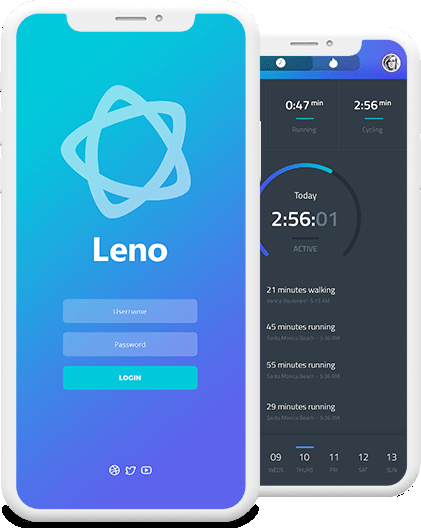 Leno
Username
Password
LOGIN
0:47 min
Running
2:56 min
Cycling
Today
2:56:01
ACTIVE
21 minutes walking
Venice Boulevard - 5:15 AM
45 minutes running
Santa Monica Beach - 5:36 AM
55 minutes running
Santa Monica Beach - 5:36 AM
29 minutes running
Santa Monica Beach - 5:36 AM
09 10 11 12 13
WEDS THURS FRI SAT SUN